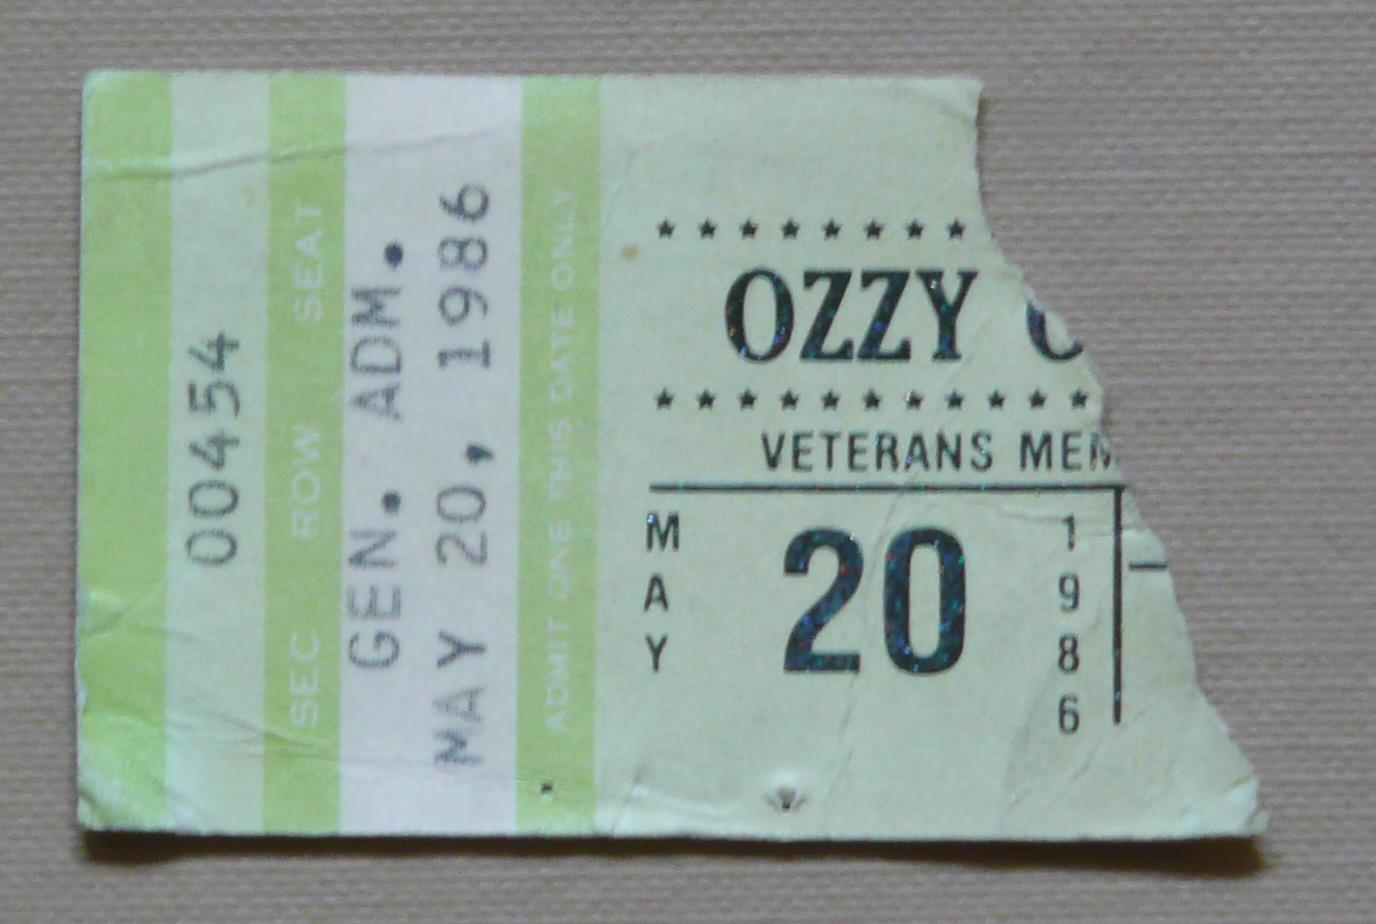 00454
SEC ROW SEAT
GEN. ADM.
MAY 20, 1986
ADMIT ONE THIS DATE ONLY
OZZY
VETERANS MEM
MAY 20 1986